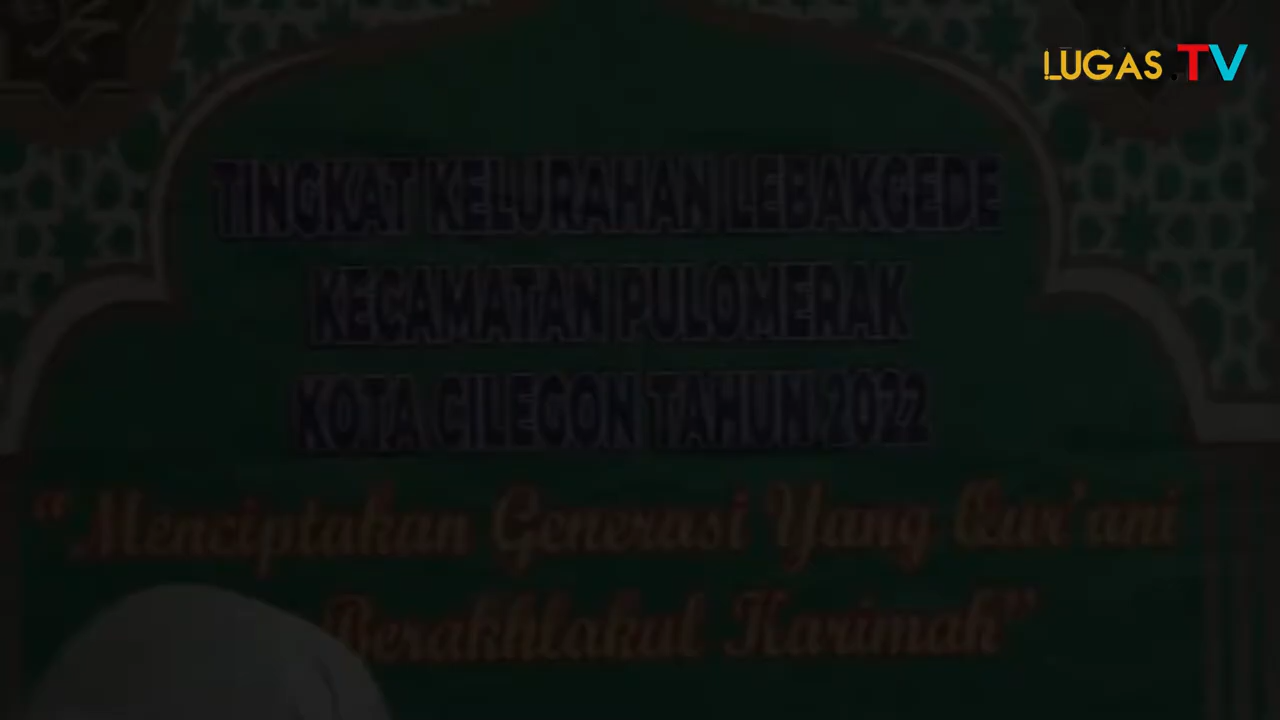 LUGAS.TV
TINGKAT KELURAHAN LEBAKGEDE
KECAMATAN PULOMERAK
KOTA CILEGON TAHUN 2022
"Menciptakan Generasi Yang Qur'ani
Berakhlakul Karimah"